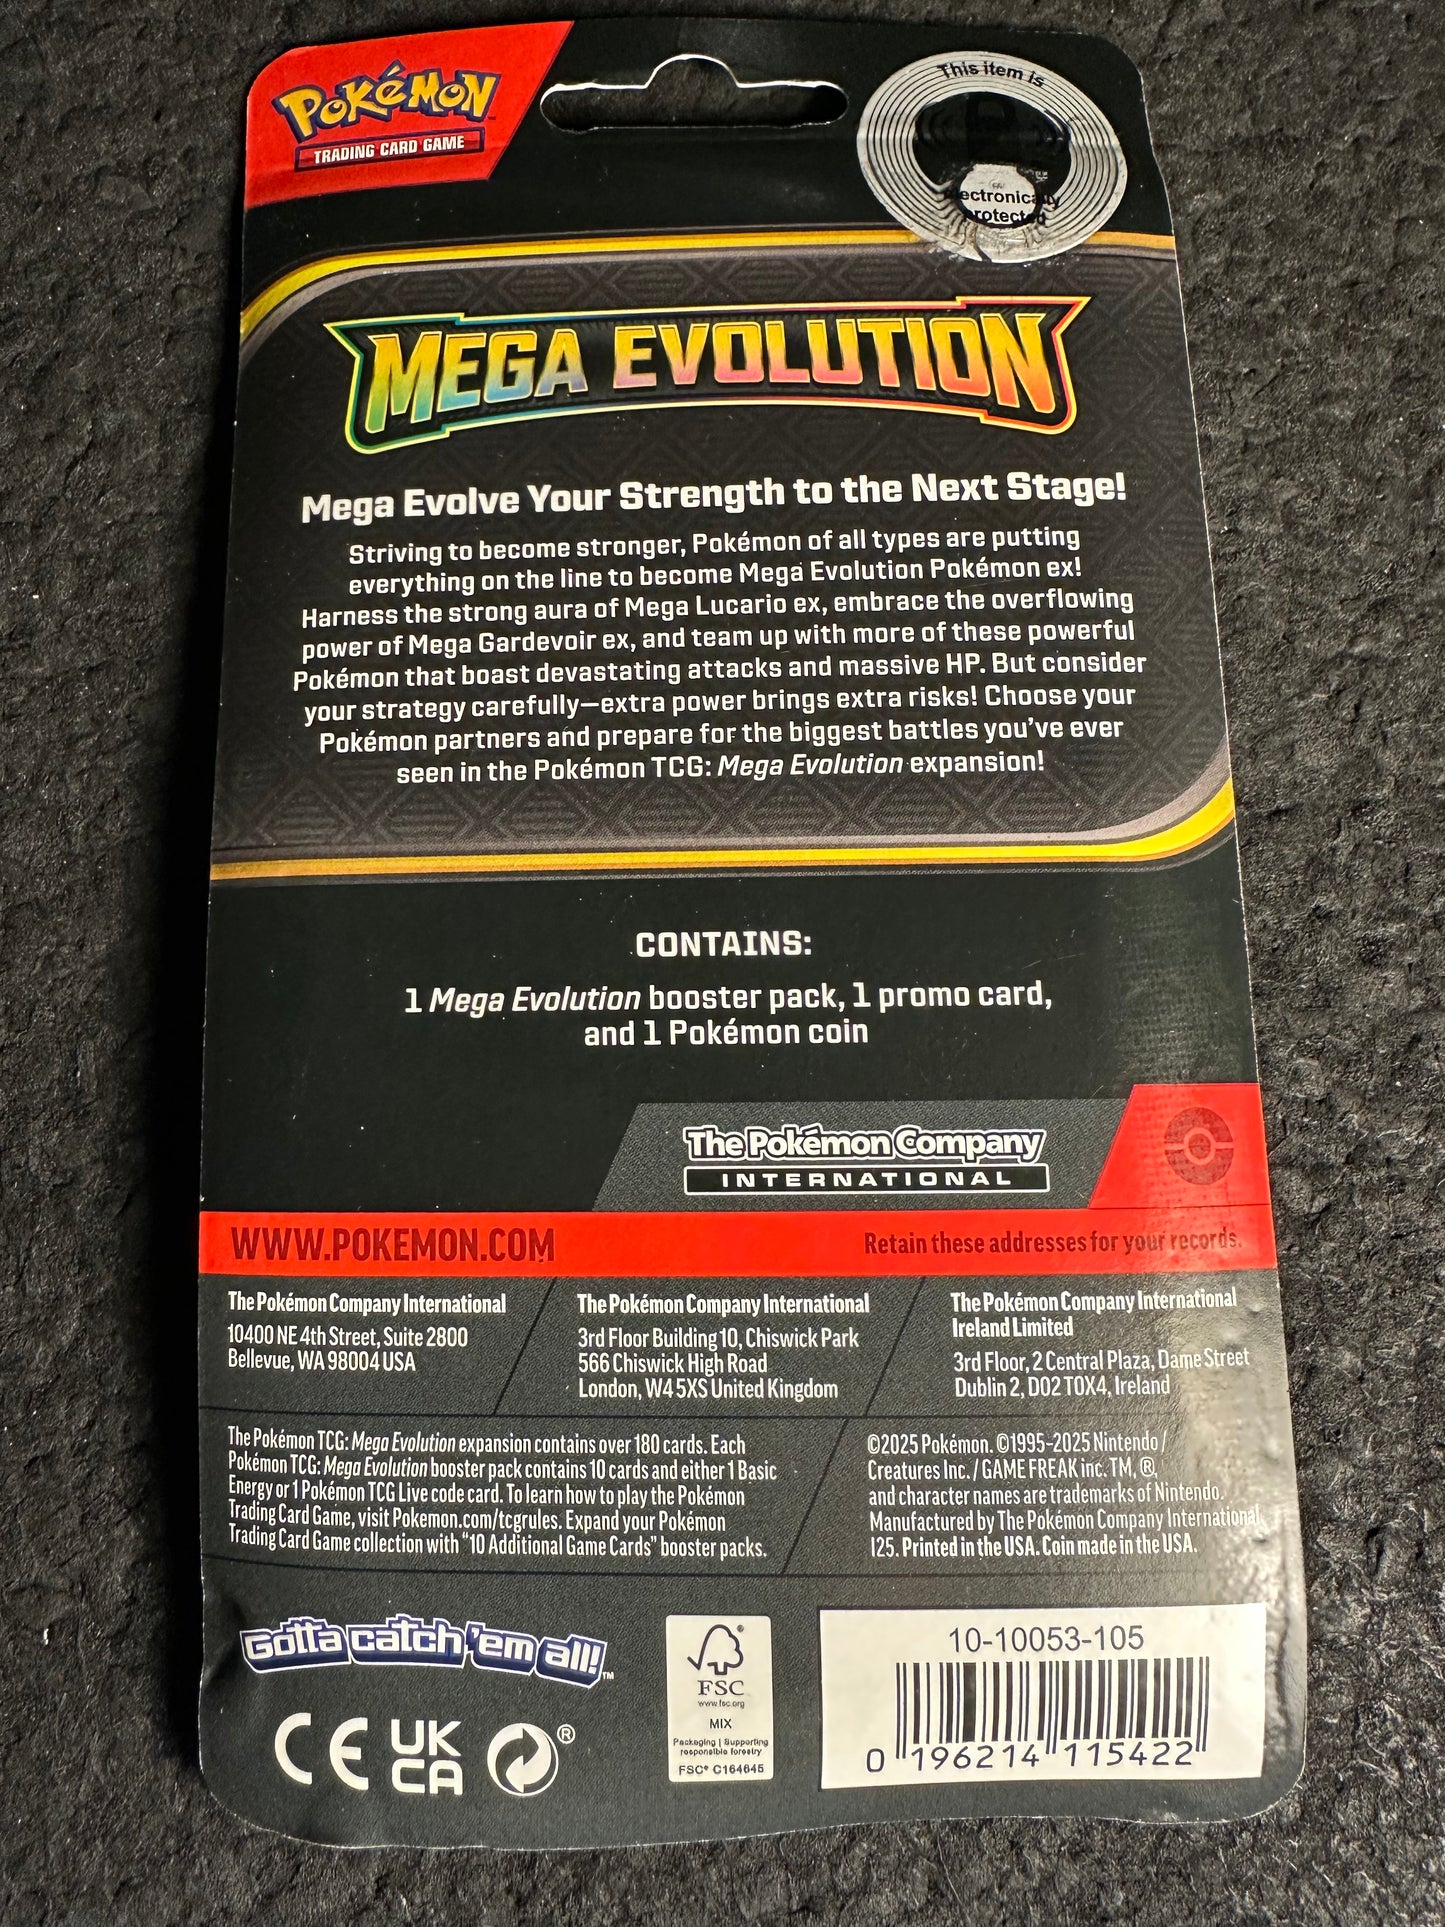 POKéMON
TRADING CARD GAME
This item is
electronically
protected
MEGA EVOLUTION
Mega Evolve Your Strength to the Next Stage!
Striving to become stronger, Pokémon of all types are putting
everything on the line to become Mega Evolution Pokémon ex!
Harness the strong aura of Mega Lucario ex, embrace the overflowing
power of Mega Gardevoir ex, and team up with more of these powerful
Pokémon that boast devastating attacks and massive HP. But consider
your strategy carefully—extra power brings extra risks! Choose your
Pokémon partners and prepare for the biggest battles you've ever
seen in the Pokémon TCG: Mega Evolution expansion!
CONTAINS:
1 Mega Evolution booster pack, 1 promo card,
and 1 Pokémon coin
The Pokémon Company
INTERNATIONAL
WWW.POKEMON.COM
Retain these addresses for your records.
The Pokémon Company International
10400 NE 4th Street, Suite 2800
Bellevue, WA 98004 USA
The Pokémon Company International
3rd Floor Building 10, Chiswick Park
566 Chiswick High Road
London, W4 5XS United Kingdom
The Pokémon Company International
Ireland Limited
3rd Floor, 2 Central Plaza, Dame Street
Dublin 2, D02 T0X4, Ireland
The Pokémon TCG: Mega Evolution expansion contains over 180 cards. Each
Pokémon TCG: Mega Evolution booster pack contains 10 cards and either 1 Basic
Energy or 1 Pokémon TCG Live code card. To learn how to play the Pokémon
Trading Card Game, visit Pokemon.com/tcgrules. Expand your Pokémon
Trading Card Game collection with "10 Additional Game Cards" booster packs.
©2025 Pokémon. ©1995–2025 Nintendo /
Creatures Inc. / GAME FREAK inc. TM, ®,
and character names are trademarks of Nintendo.
Manufactured by The Pokémon Company International
125. Printed in the USA. Coin made in the USA.
Gotta catch 'em all!™
CE
UK
CA
®
FSC
www.fsc.org
MIX
Packaging | Supporting
responsible forestry
FSC® C164645
10-10053-105
0 196214 115422